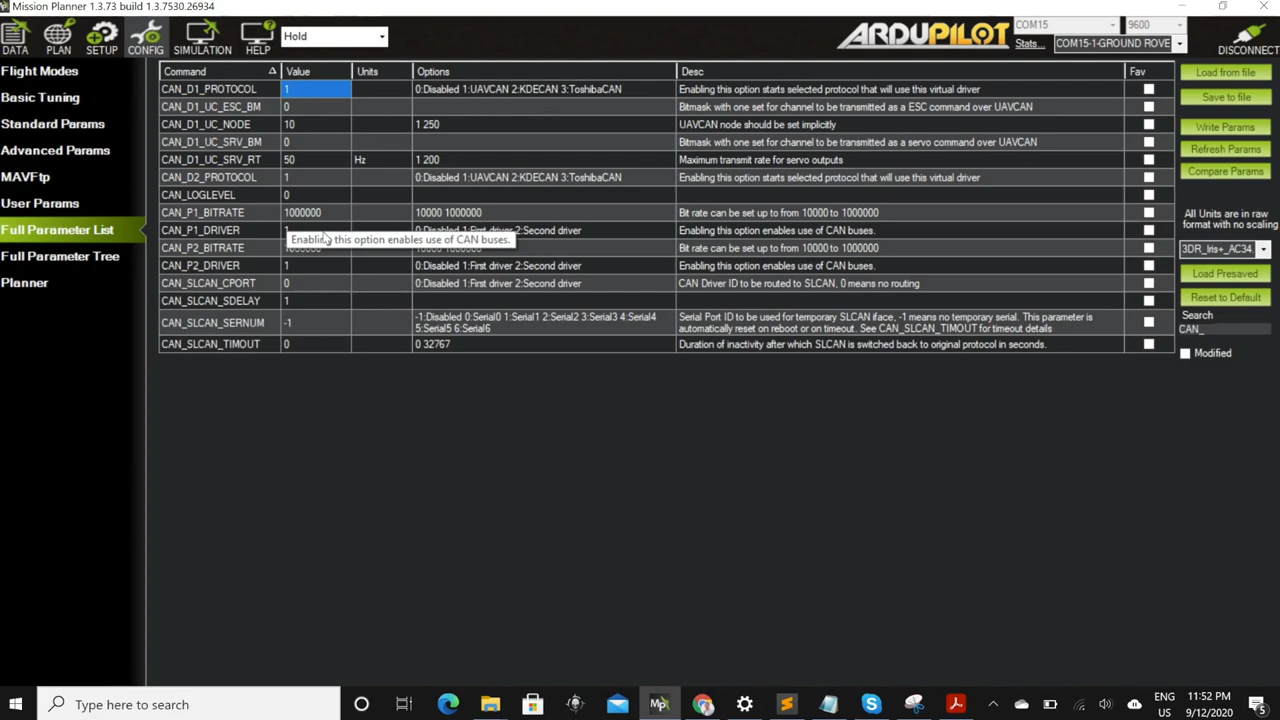 Mission Planner 1.3.73 build 1.3.7530.26934
DATA PLAN SETUP CONFIG SIMULATION HELP
Hold
ARDUPILOT
COM15 9600
Stats... COM15-1-GROUND ROVE
DISCONNECT
Flight Modes
Basic Tuning
Standard Params
Advanced Params
MAVFtp
User Params
Full Parameter List
Full Parameter Tree
Planner
Command Value Units Options Desc Fav
CAN_D1_PROTOCOL 1 0:Disabled 1:UAVCAN 2:KDECAN 3:ToshibaCAN Enabling this option starts selected protocol that will use this virtual driver
CAN_D1_UC_ESC_BM 0 Bitmask with one set for channel to be transmitted as a ESC command over UAVCAN
CAN_D1_UC_NODE 10 1 250 UAVCAN node should be set implicitly
CAN_D1_UC_SRV_BM 0 Bitmask with one set for channel to be transmitted as a servo command over UAVCAN
CAN_D1_UC_SRV_RT 50 Hz 1 200 Maximum transmit rate for servo outputs
CAN_D2_PROTOCOL 1 0:Disabled 1:UAVCAN 2:KDECAN 3:ToshibaCAN Enabling this option starts selected protocol that will use this virtual driver
CAN_LOGLEVEL 0
CAN_P1_BITRATE 1000000 10000 1000000 Bit rate can be set up to from 10000 to 1000000
CAN_P1_DRIVER 1 0:Disabled 1:First driver 2:Second driver Enabling this option enables use of CAN buses.
Enabling this option enables use of CAN buses.
CAN_P2_BITRATE 1000000 10000 1000000 Bit rate can be set up to from 10000 to 1000000
CAN_P2_DRIVER 1 0:Disabled 1:First driver 2:Second driver Enabling this option enables use of CAN buses.
CAN_SLCAN_CPORT 0 0:Disabled 1:First driver 2:Second driver CAN Driver ID to be routed to SLCAN, 0 means no routing
CAN_SLCAN_SDELAY 1
CAN_SLCAN_SERNUM -1 -1:Disabled 0:Serial0 1:Serial1 2:Serial2 3:Serial3 4:Serial4 Serial Port ID to be used for temporary SLCAN iface, -1 means no temporary serial. This parameter is
5:Serial5 6:Serial6 automatically reset on reboot or on timeout. See CAN_SLCAN_TIMOUT for timeout details
CAN_SLCAN_TIMOUT 0 0 32767 Duration of inactivity after which SLCAN is switched back to original protocol in seconds.
Load from file
Save to file
Write Params
Refresh Params
Compare Params
All Units are in raw
format with no scaling
3DR_Iris+_AC34
Load Presaved
Reset to Default
Search
CAN_
Modified
Type here to search
Mp
ENG
US
11:52 PM
9/12/2020
5